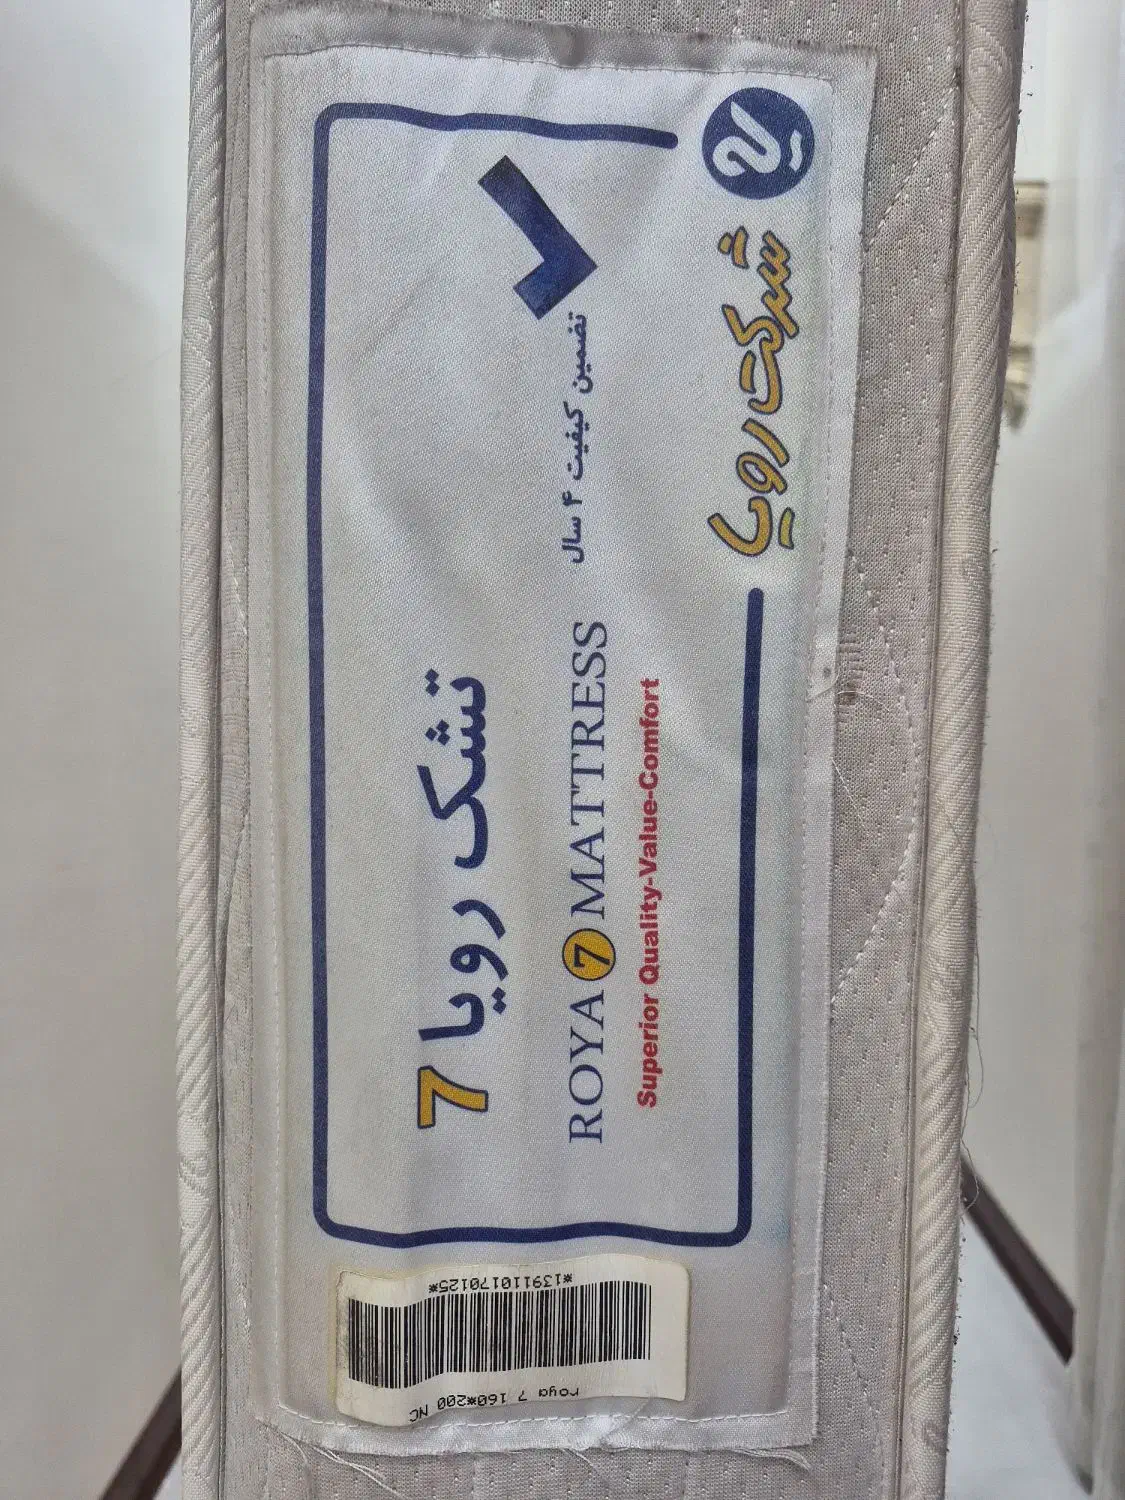 تشک رویا 7
ROYA 7 MATTRESS
تضمین کیفیت ۴ سال
Superior Quality-Value-Comfort
شرکت رویا
*1391110170125*
roya 7 160*200 NC